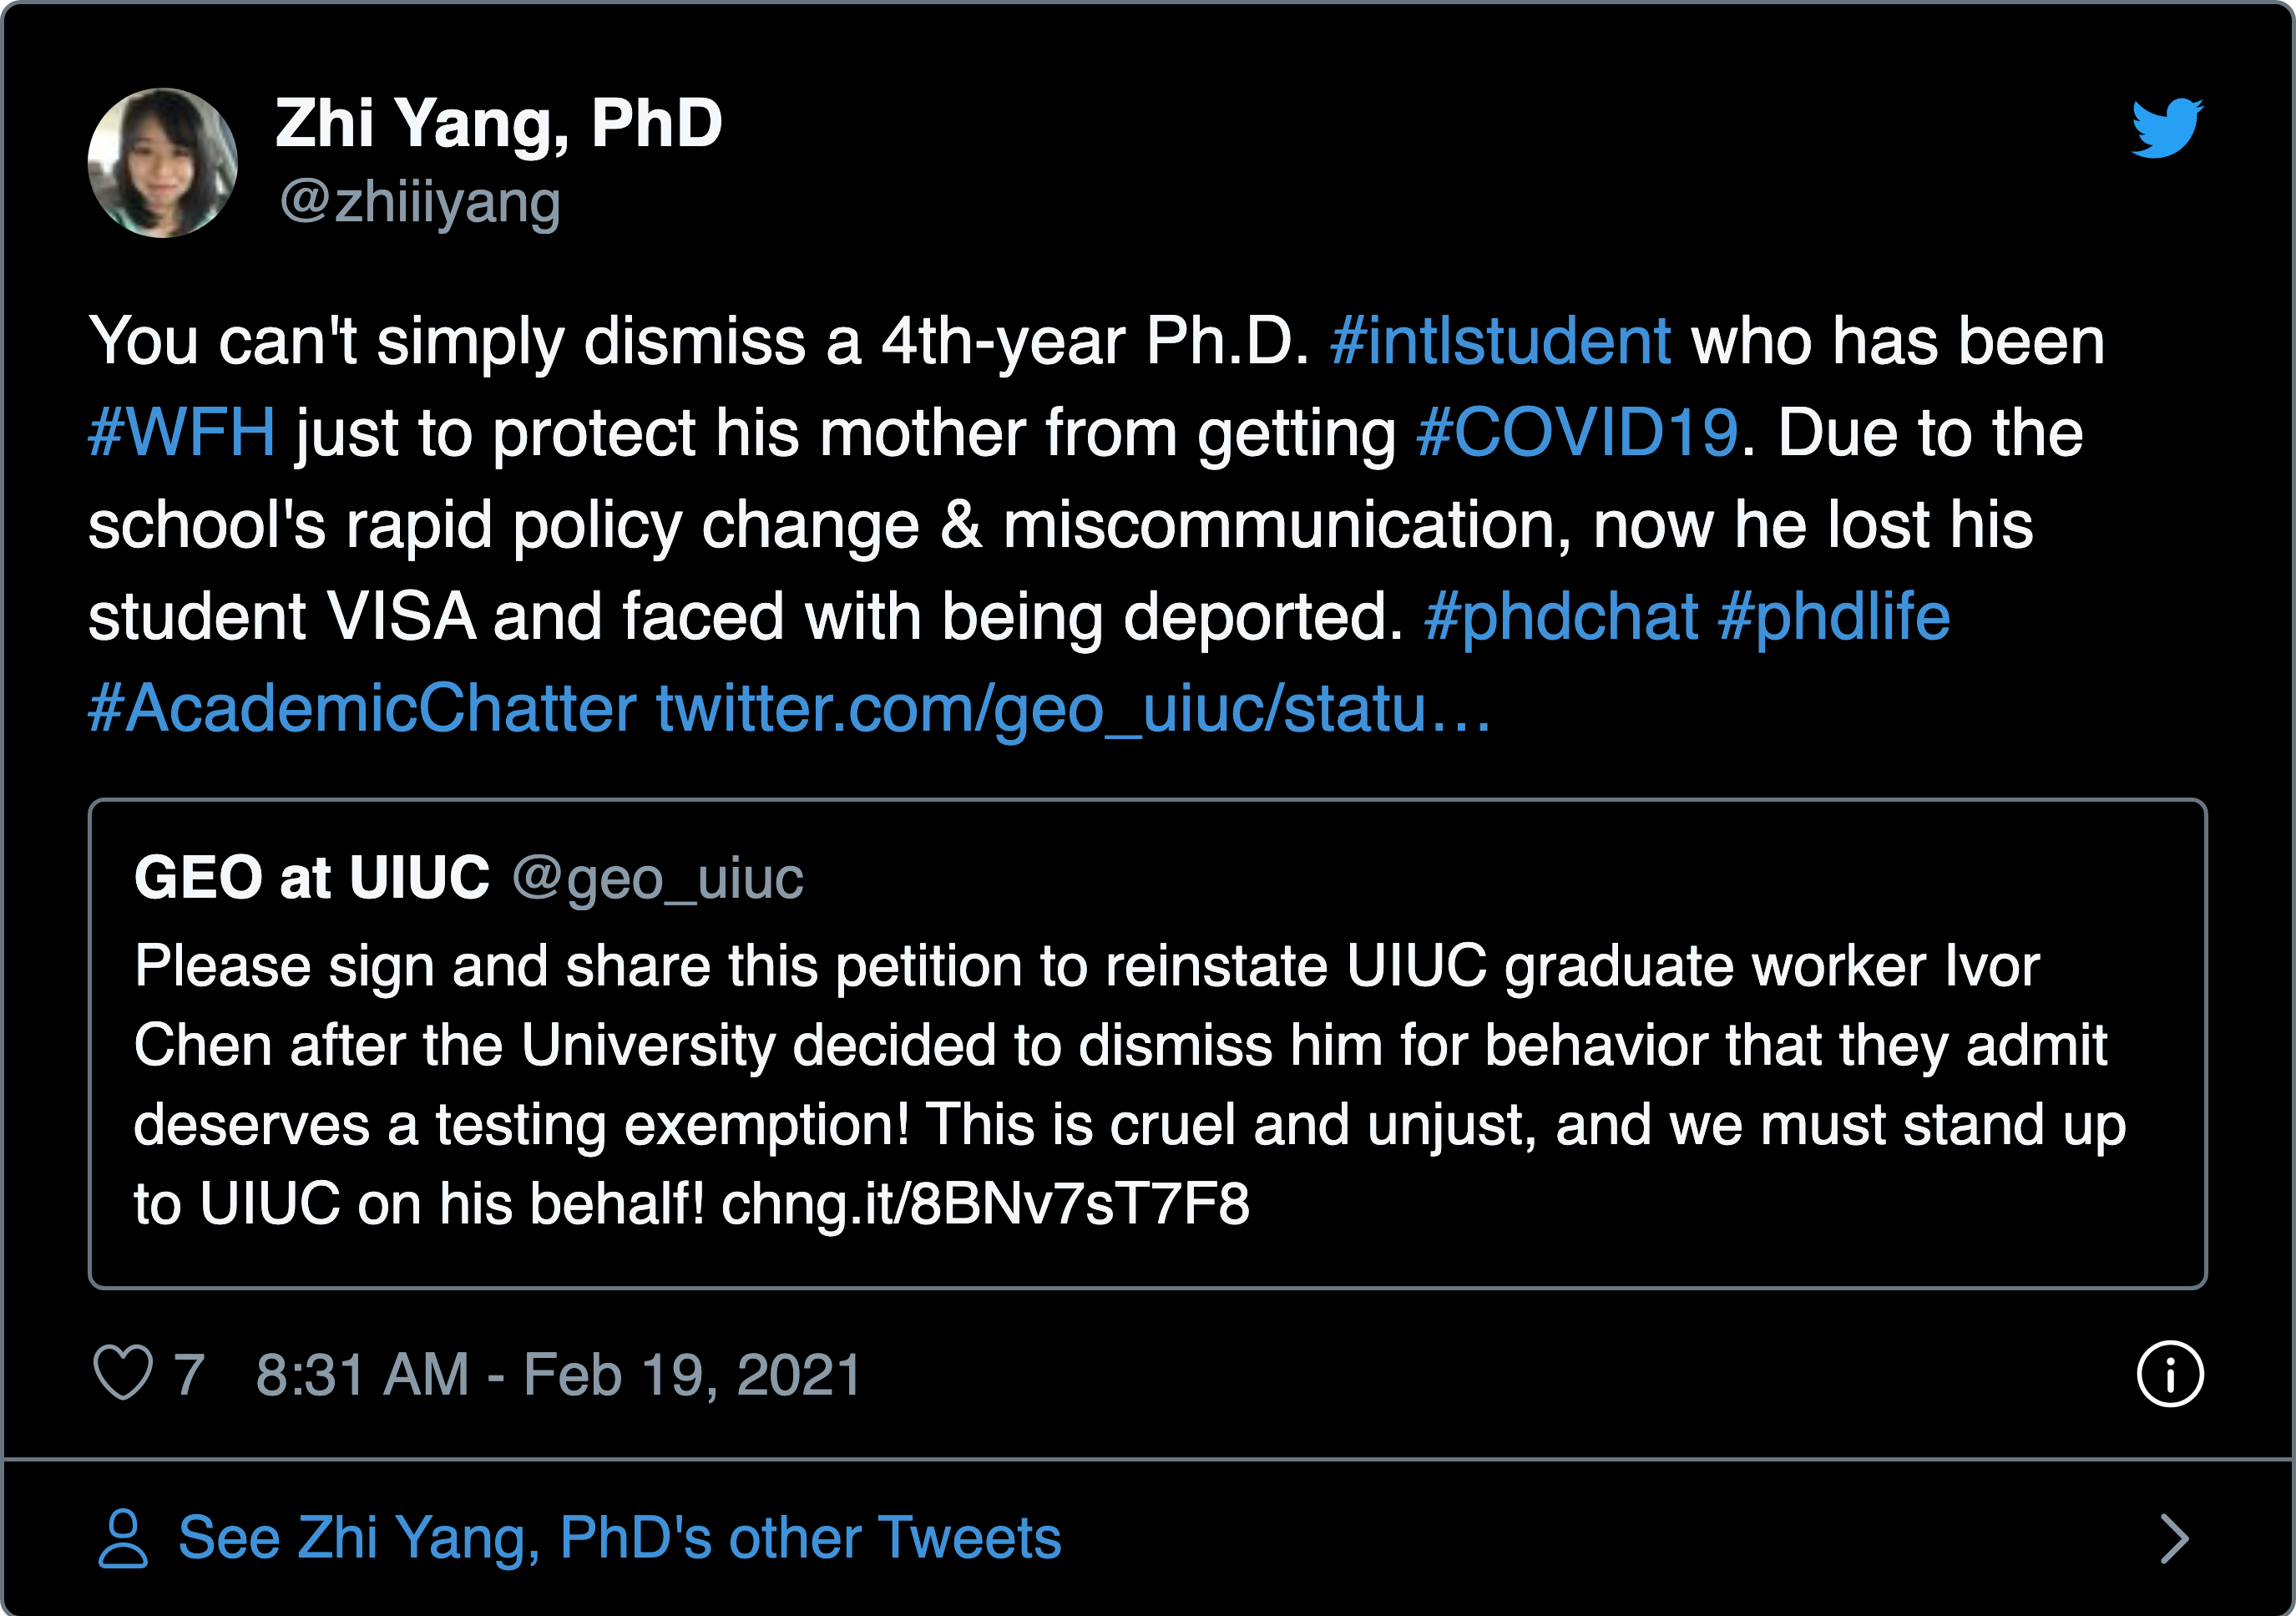 Zhi Yang, PhD
@zhiiiyang
You can't simply dismiss a 4th-year Ph.D. #intlstudent who has been
#WFH just to protect his mother from getting #COVID19. Due to the
school's rapid policy change & miscommunication, now he lost his
student VISA and faced with being deported. #phdchat #phdlife
#AcademicChatter twitter.com/geo_uiuc/statu…
GEO at UIUC @geo_uiuc
Please sign and share this petition to reinstate UIUC graduate worker Ivor
Chen after the University decided to dismiss him for behavior that they admit
deserves a testing exemption! This is cruel and unjust, and we must stand up
to UIUC on his behalf! chng.it/8BNv7sT7F8
7 8:31 AM - Feb 19, 2021
See Zhi Yang, PhD's other Tweets